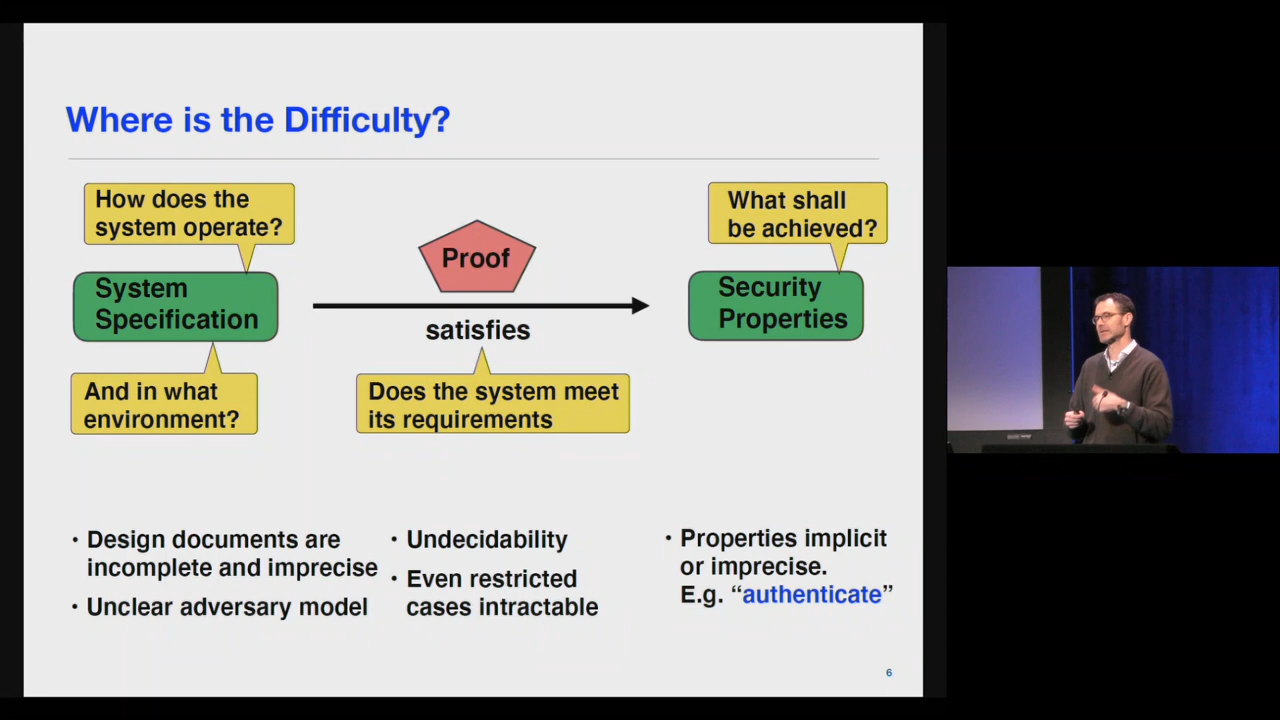 Where is the Difficulty?
How does the
system operate?
What shall
be achieved?
Proof
System
Specification
Security
Properties
satisfies
And in what
environment?
Does the system meet
its requirements
• Design documents are
incomplete and imprecise
• Unclear adversary model
• Undecidability
• Even restricted
cases intractable
• Properties implicit
or imprecise.
E.g. “authenticate”
6